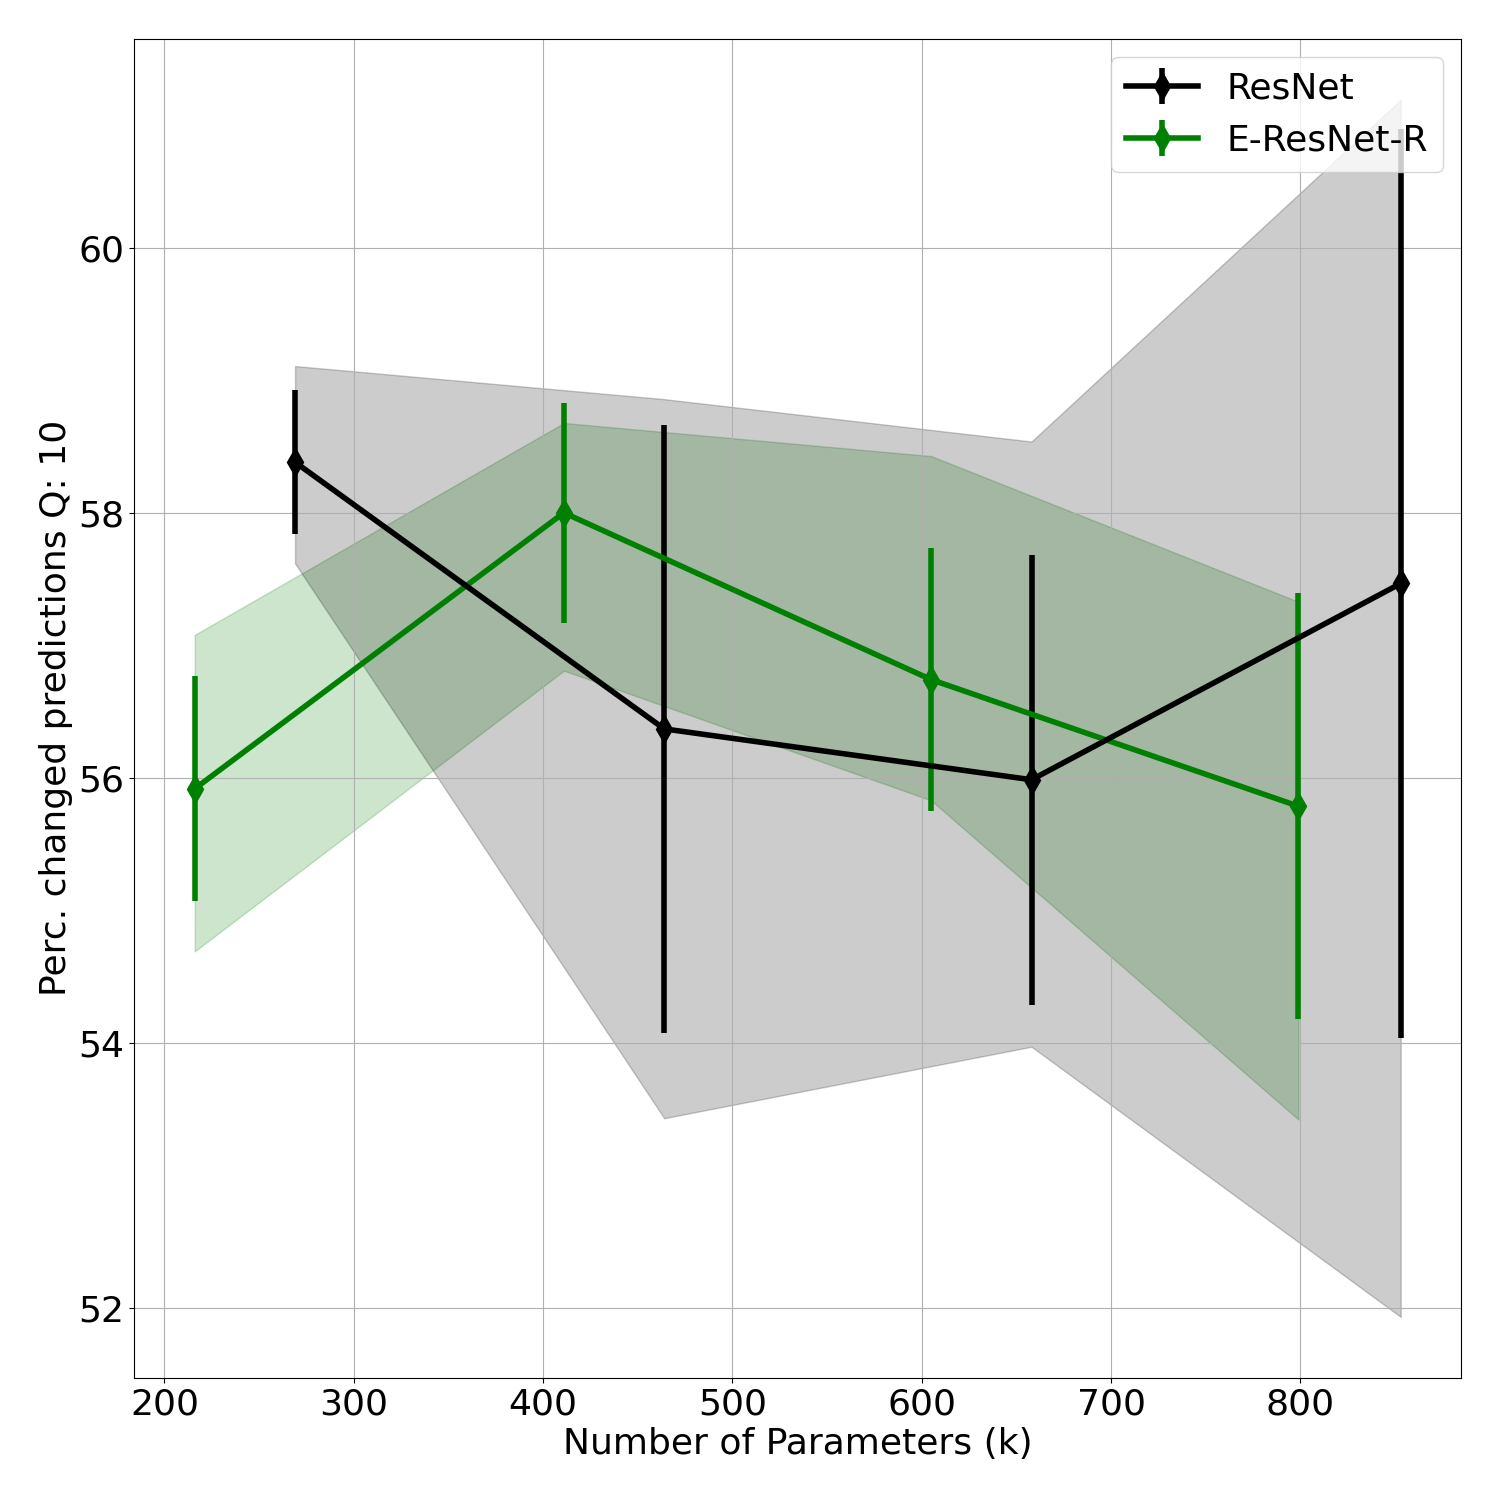 ResNet
E-ResNet-R
60
58
56
54
52
Perc. changed predictions Q: 10
200 300 400 500 600 700 800
Number of Parameters (k)